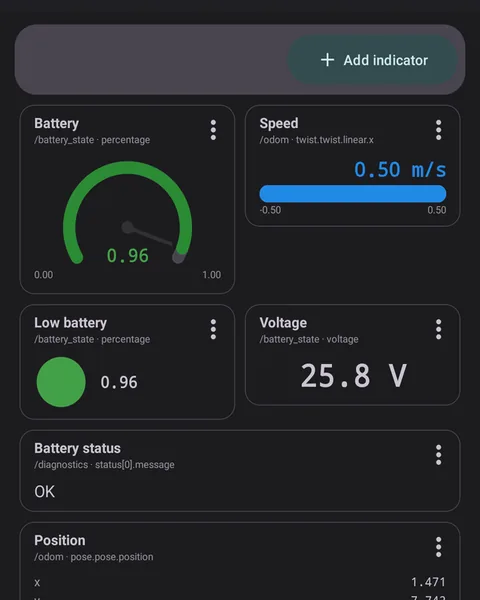 Add indicator
Battery
/battery_state · percentage
0.96
0.00
1.00
Speed
/odom · twist.twist.linear.x
0.50 m/s
-0.50
0.50
Low battery
/battery_state · percentage
0.96
Voltage
/battery_state · voltage
25.8 V
Battery status
/diagnostics · status[0].message
OK
Position
/odom · pose.pose.position
x
1.471